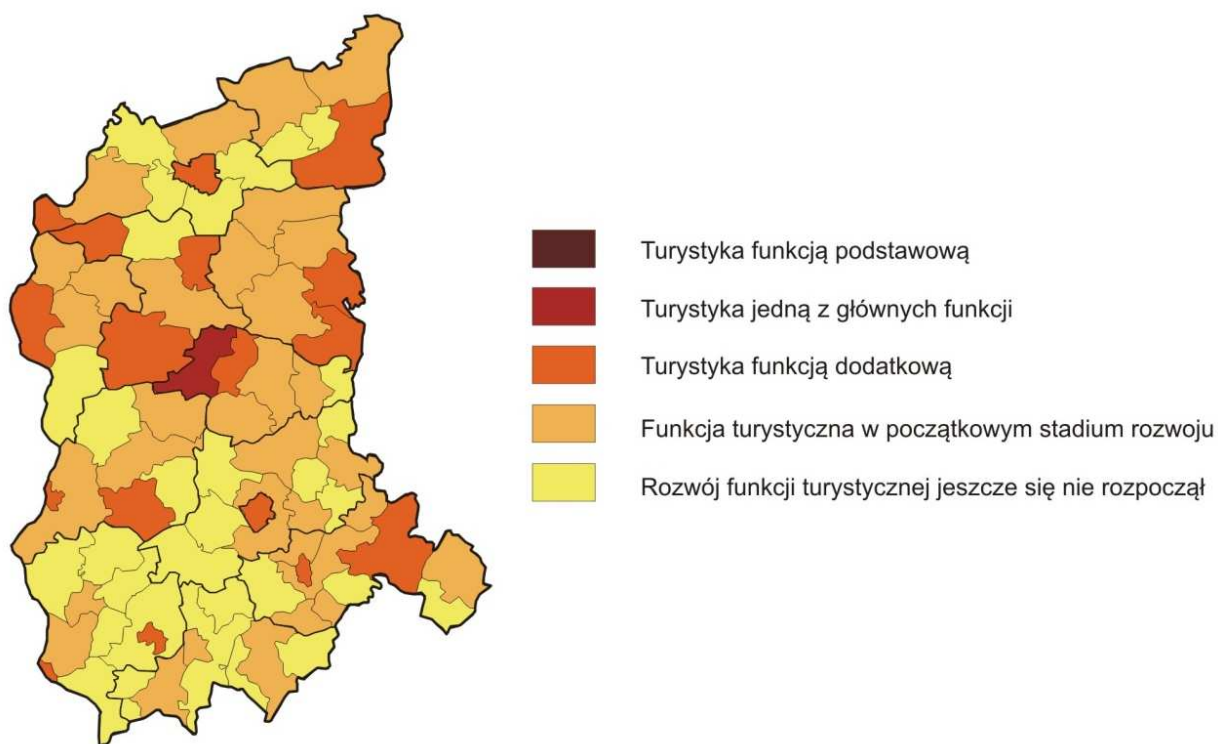 Turystyka funkcją podstawową
Turystyka jedną z głównych funkcji
Turystyka funkcją dodatkową
Funkcja turystyczna w początkowym stadium rozwoju
Rozwój funkcji turystycznej jeszcze się nie rozpoczął